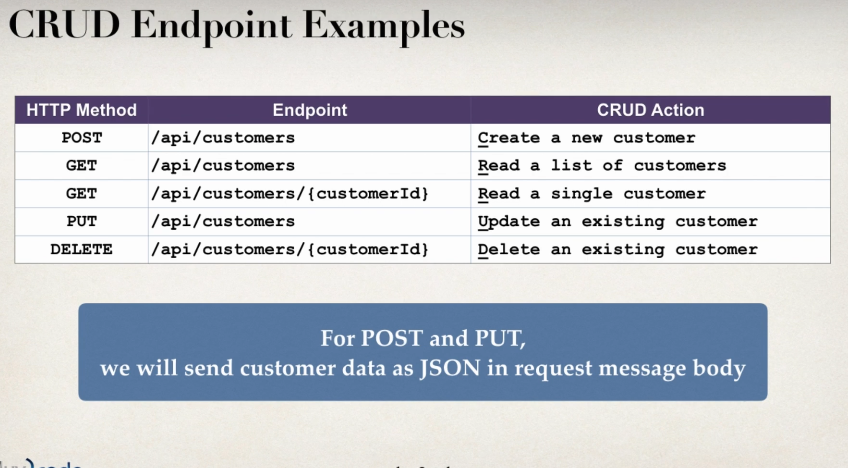 CRUD Endpoint Examples
HTTP Method Endpoint CRUD Action
POST /api/customers Create a new customer
GET /api/customers Read a list of customers
GET /api/customers/{customerId} Read a single customer
PUT /api/customers Update an existing customer
DELETE /api/customers/{customerId} Delete an existing customer
For POST and PUT,
we will send customer data as JSON in request message body